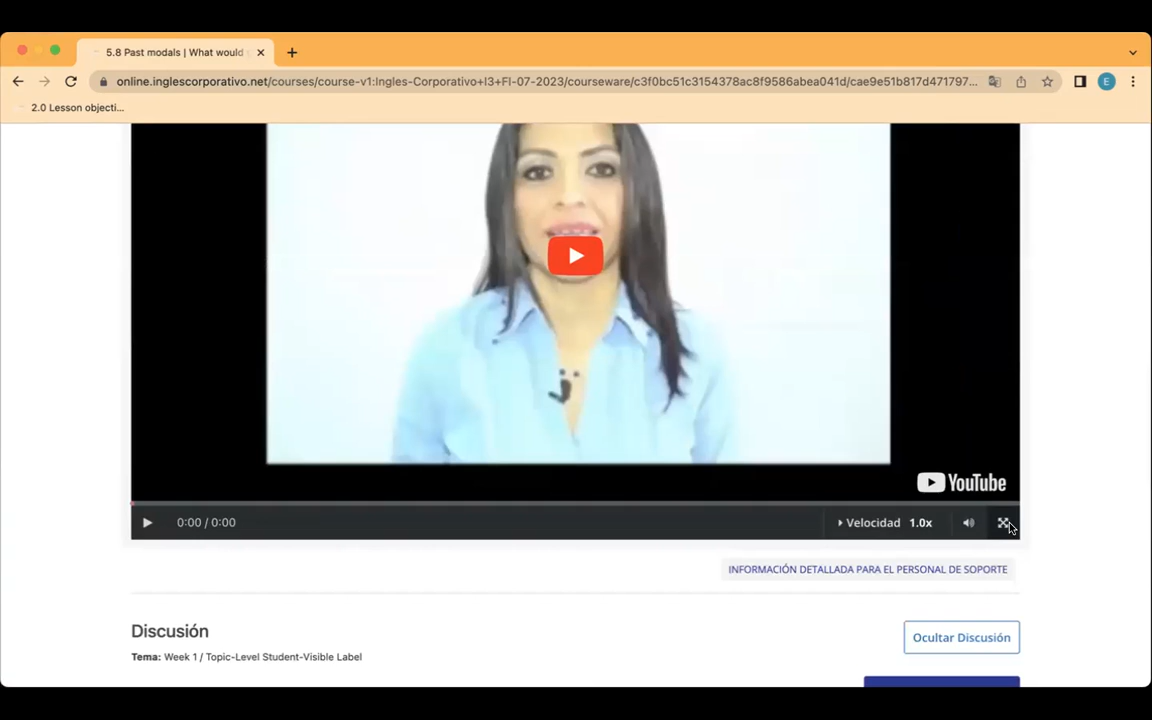 5.8 Past modals | What would
online.inglescorporativo.net/courses/course-v1:Ingles-Corporativo+I3+FI-07-2023/courseware/c3f0bc51c3154378ac8f9586abea041d/cae9e51b817d471797...
E
2.0 Lesson objecti...
YouTube
0:00 / 0:00
Velocidad 1.0x
INFORMACIÓN DETALLADA PARA EL PERSONAL DE SOPORTE
Discusión
Ocultar Discusión
Tema: Week 1 / Topic-Level Student-Visible Label